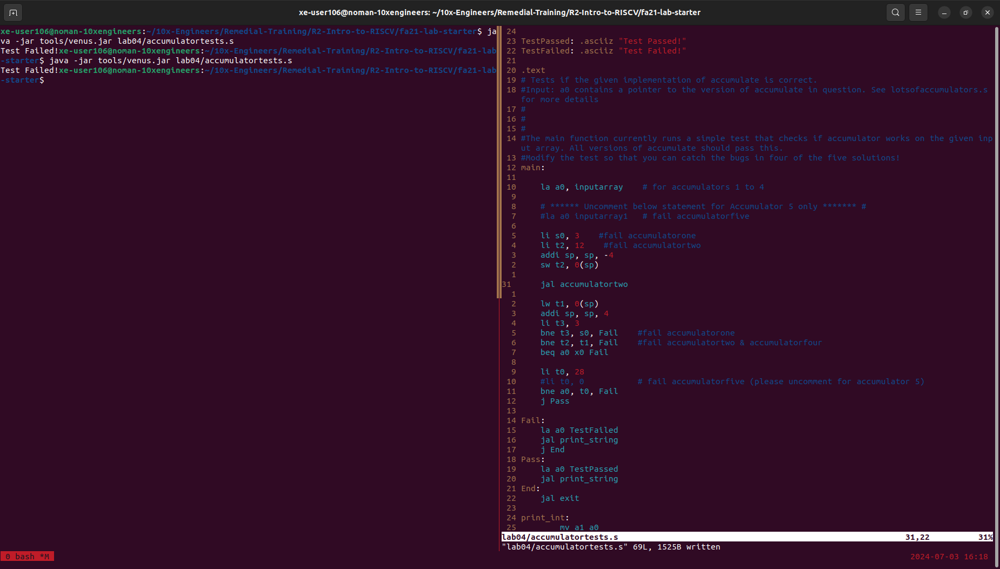 xe-user106@noman-10xengineers: ~/10x-Engineers/Remedial-Training/R2-Intro-to-RISCV/fa21-lab-starter
xe-user106@noman-10xengineers:~/10x-Engineers/Remedial-Training/R2-Intro-to-RISCV/fa21-lab-starter$ ja
va -jar tools/venus.jar lab04/accumulatortests.s
Test Failed!xe-user106@noman-10xengineers:~/10x-Engineers/Remedial-Training/R2-Intro-to-RISCV/fa21-lab
-starter$ java -jar tools/venus.jar lab04/accumulatortests.s
Test Failed!xe-user106@noman-10xengineers:~/10x-Engineers/Remedial-Training/R2-Intro-to-RISCV/fa21-lab
-starter$
24
23 TestPassed: .asciiz "Test Passed!"
22 TestFailed: .asciiz "Test Failed!"
21
20 .text
19 # Tests if the given implementation of accumulate is correct.
18 #Input: a0 contains a pointer to the version of accumulate in question. See lotsofaccumulators.s
for more details
17 #
16 #
15 #
14 #The main function currently runs a simple test that checks if accumulator works on the given inp
ut array. All versions of accumulate should pass this.
13 #Modify the test so that you can catch the bugs in four of the five solutions!
12 main:
11
10     la a0, inputarray    # for accumulators 1 to 4
9
8     # ****** Uncomment below statement for Accumulator 5 only ******* #
7     #la a0 inputarray1   # fail accumulatorfive
6
5     li s0, 3    #fail accumulatorone
4     li t2, 12    #fail accumulatortwo
3     addi sp, sp, -4
2     sw t2, 0(sp)
1
31     jal accumulatortwo
1
2     lw t1, 0(sp)
3     addi sp, sp, 4
4     li t3, 3
5     bne t3, s0, Fail    #fail accumulatorone
6     bne t2, t1, Fail    #fail accumulatortwo & accumulatorfour
7     beq a0 x0 Fail
8
9     li t0, 28
10     #li t0, 0           # fail accumulatorfive (please uncomment for accumulator 5)
11     bne a0, t0, Fail
12     j Pass
13
14 Fail:
15     la a0 TestFailed
16     jal print_string
17     j End
18 Pass:
19     la a0 TestPassed
20     jal print_string
21 End:
22     jal exit
23
24 print_int:
25         mv a1 a0
lab04/accumulatortests.s 31,22 31%
"lab04/accumulatortests.s" 69L, 1525B written
0 bash *M 2024-07-03 16:18